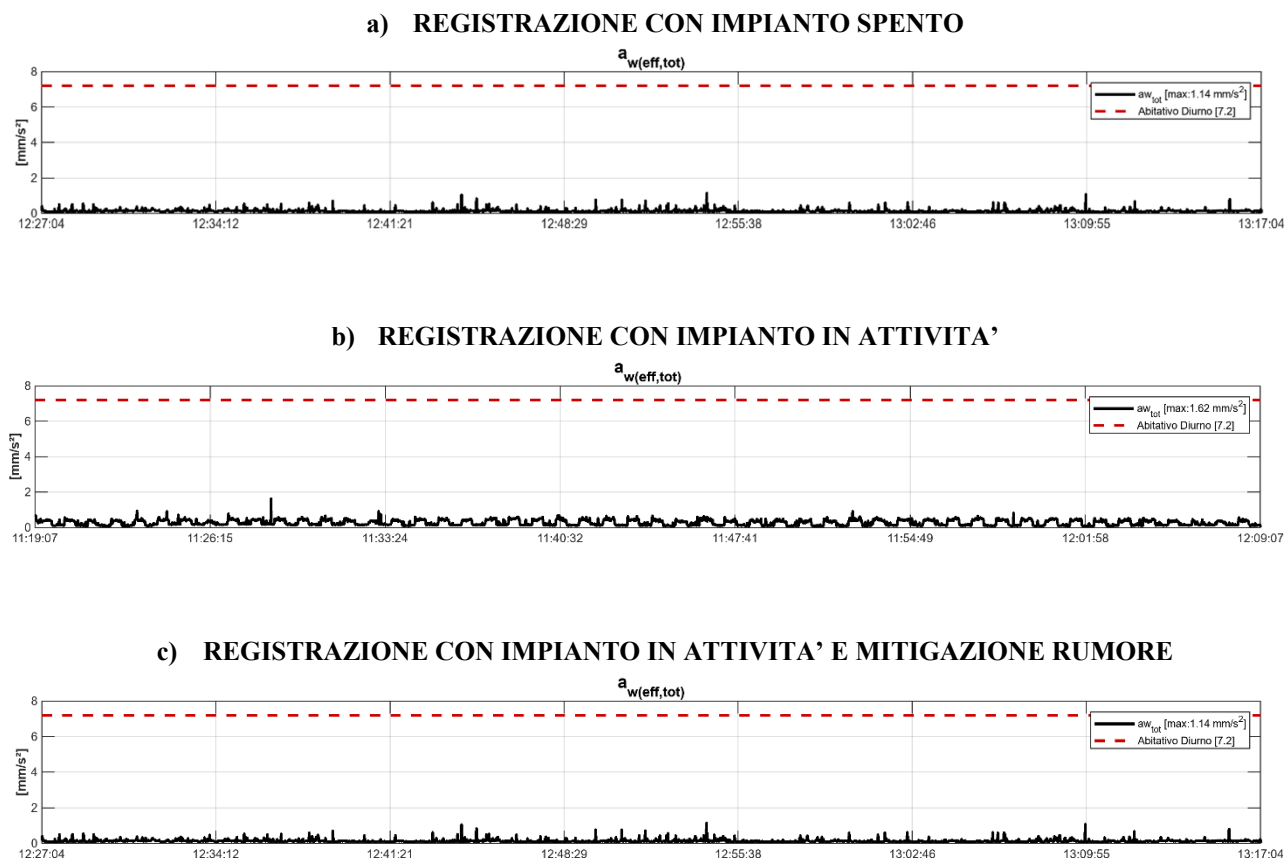 a) REGISTRAZIONE CON IMPIANTO SPENTO
a w(eff,tot)
[mm/s²]
8
6
4
2
0
aw tot [max:1.14 mm/s²]
Abitativo Diurno [7.2]
12:27:04 12:34:12 12:41:21 12:48:29 12:55:38 13:02:46 13:09:55 13:17:04
b) REGISTRAZIONE CON IMPIANTO IN ATTIVITA’
a w(eff,tot)
[mm/s²]
8
6
4
2
0
aw tot [max:1.62 mm/s²]
Abitativo Diurno [7.2]
11:19:07 11:26:15 11:33:24 11:40:32 11:47:41 11:54:49 12:01:58 12:09:07
c) REGISTRAZIONE CON IMPIANTO IN ATTIVITA’ E MITIGAZIONE RUMORE
a w(eff,tot)
[mm/s²]
8
6
4
2
0
aw tot [max:1.14 mm/s²]
Abitativo Diurno [7.2]
12:27:04 12:34:12 12:41:21 12:48:29 12:55:38 13:02:46 13:09:55 13:17:04